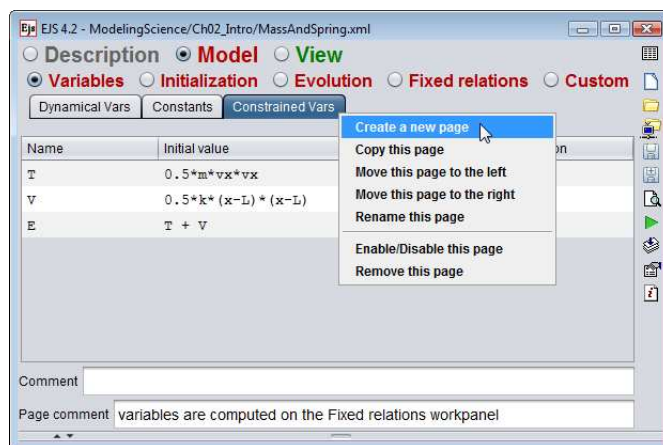 Ejs EJS 4.2 - ModelingScience/Ch02_Intro/MassAndSpring.xml
Description Model View
Variables Initialization Evolution Fixed relations Custom
Dynamical Vars Constants Constrained Vars
Create a new page
Copy this page
Move this page to the left
Move this page to the right
Rename this page
Enable/Disable this page
Remove this page
Name Initial value
T 0.5*m*vx*vx
V 0.5*k*(x-L)*(x-L)
E T + V
Comment
Page comment variables are computed on the Fixed relations workpanel